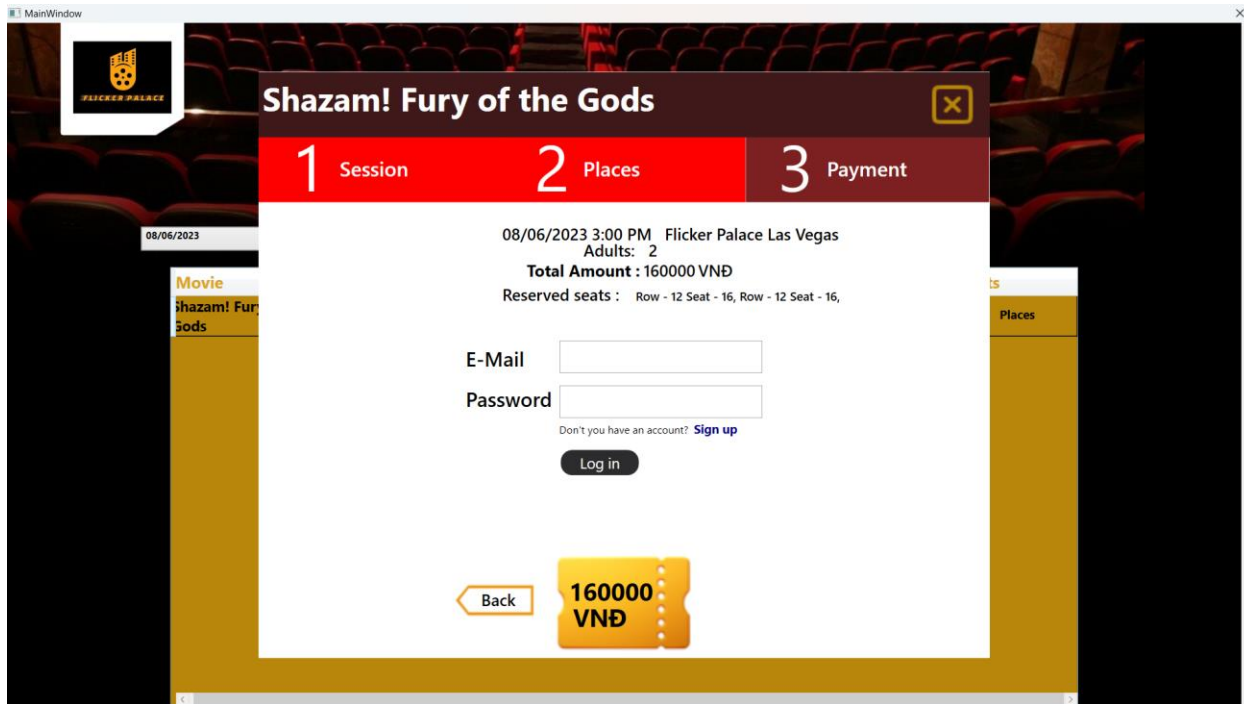 MainWindow
FLICKER PALACE
Shazam! Fury of the Gods
1 Session 2 Places 3 Payment
08/06/2023
08/06/2023 3:00 PM Flicker Palace Las Vegas
Adults: 2
Total Amount : 160000 VNĐ
Reserved seats : Row - 12 Seat - 16, Row - 12 Seat - 16,
Movie
ts
Shazam! Fur
Gods
Places
E-Mail
Password
Don't you have an account? Sign up
Log in
Back
160000
VNĐ